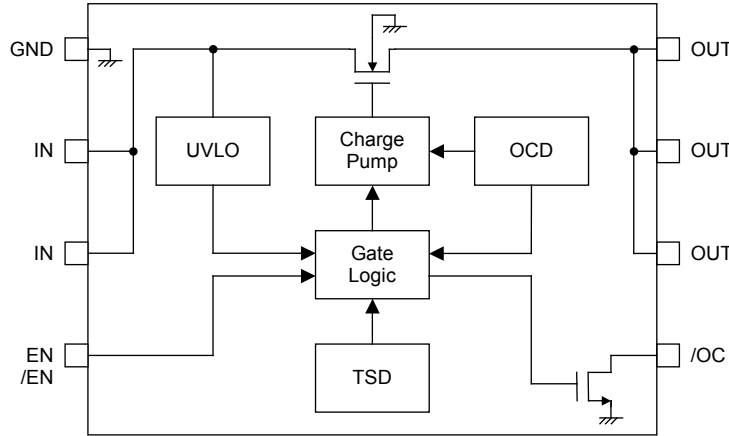 GND
OUT
IN
UVLO
Charge
Pump
OCD
OUT
IN
Gate
Logic
OUT
EN
/EN
TSD
/OC